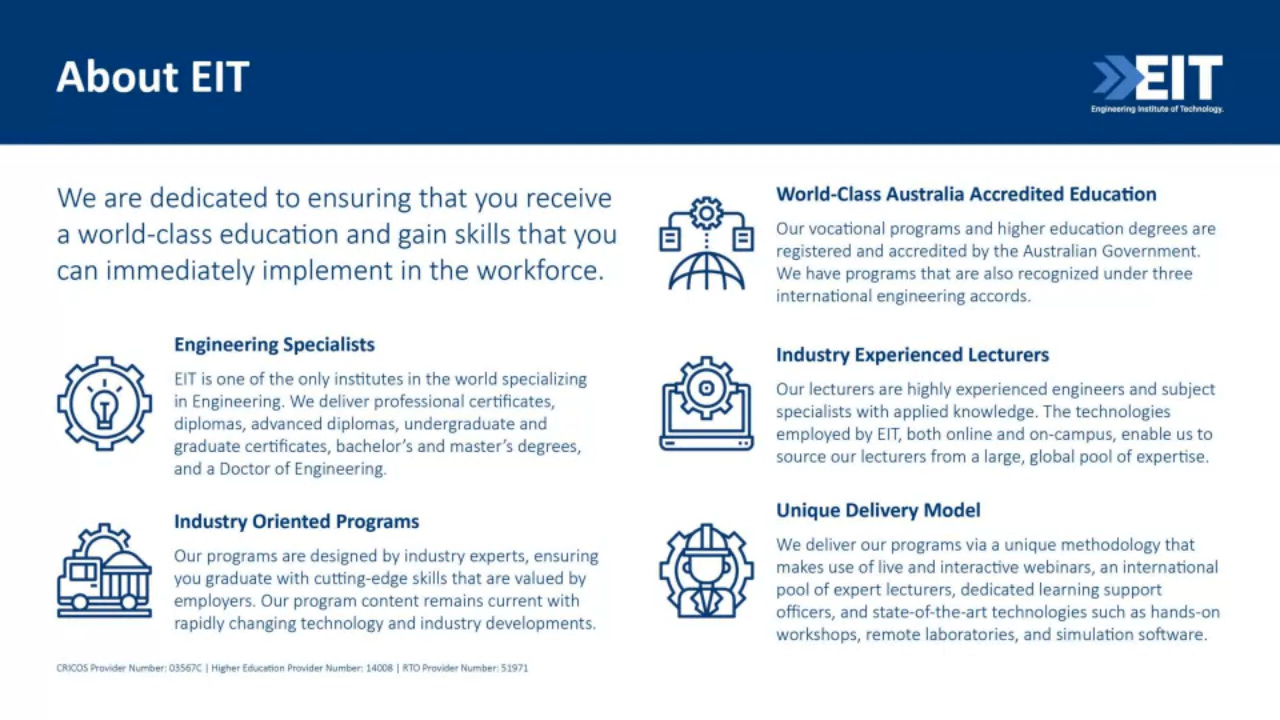 About EIT
EIT
Engineering Institute of Technology.
We are dedicated to ensuring that you receive
a world-class education and gain skills that you
can immediately implement in the workforce.
Engineering Specialists
EIT is one of the only institutes in the world specializing
in Engineering. We deliver professional certificates,
diplomas, advanced diplomas, undergraduate and
graduate certificates, bachelor's and master's degrees,
and a Doctor of Engineering.
Industry Oriented Programs
Our programs are designed by industry experts, ensuring
you graduate with cutting-edge skills that are valued by
employers. Our program content remains current with
rapidly changing technology and industry developments.
World-Class Australia Accredited Education
Our vocational programs and higher education degrees are
registered and accredited by the Australian Government.
We have programs that are also recognized under three
international engineering accords.
Industry Experienced Lecturers
Our lecturers are highly experienced engineers and subject
specialists with applied knowledge. The technologies
employed by EIT, both online and on-campus, enable us to
source our lecturers from a large, global pool of expertise.
Unique Delivery Model
We deliver our programs via a unique methodology that
makes use of live and interactive webinars, an international
pool of expert lecturers, dedicated learning support
officers, and state-of-the-art technologies such as hands-on
workshops, remote laboratories, and simulation software.
CRICOS Provider Number: 03567C | Higher Education Provider Number: 14008 | RTO Provider Number: 51971